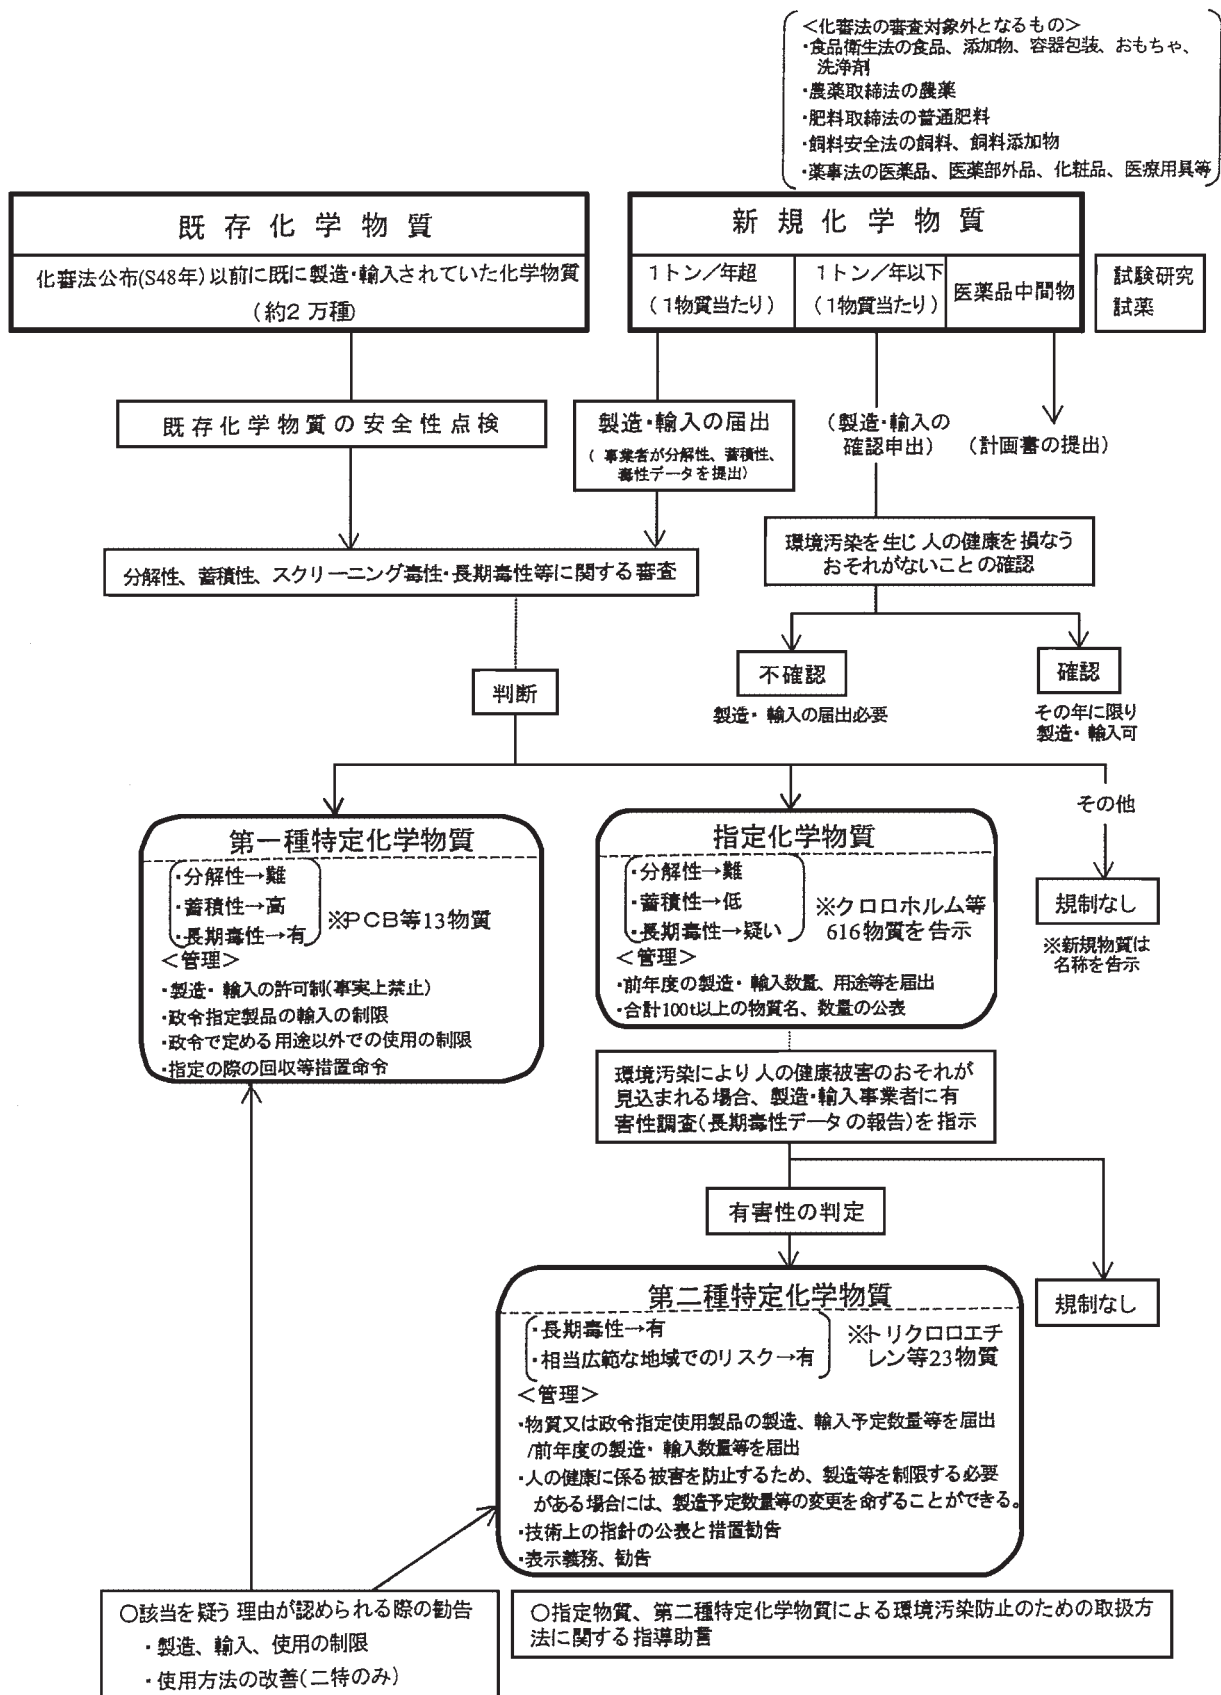 ＜化審法の審査対象外となるもの＞
・食品衛生法の食品、添加物、容器包装、おもちゃ、
洗浄剤
・農薬取締法の農薬
・肥料取締法の普通肥料
・飼料安全法の飼料、飼料添加物
・薬事法の医薬品、医薬部外品、化粧品、医療用具等
既存化学物質
化審法公布(S48年)以前に既に製造・輸入されていた化学物質
(約2万種)
新規化学物質
1トン／年超
(1物質当たり)
1トン／年以下
(1物質当たり)
医薬品中間物
試験研究
試薬
既存化学物質の安全性点検
製造・輸入の届出
(事業者が分解性、蓄積性、
毒性データを提出)
(製造・輸入の
確認申出)
(計画書の提出)
分解性、蓄積性、スクリーニング毒性・長期毒性等に関する審査
環境汚染を生じ人の健康を損なう
おそれがないことの確認
判断
不確認
製造・輸入の届出必要
確認
その年に限り
製造・輸入可
その他
規制なし
※新規物質は
名称を告示
第一種特定化学物質
・分解性→難
・蓄積性→高
・長期毒性→有
※PCB等13物質
＜管理＞
・製造・輸入の許可制(事実上禁止)
・政令指定製品の輸入の制限
・政令で定める用途以外での使用の制限
・指定の際の回収等措置命令
指定化学物質
・分解性→難
・蓄積性→低
・長期毒性→疑い
※クロロホルム等
616物質を告示
＜管理＞
・前年度の製造・輸入数量、用途等を届出
・合計100t以上の物質名、数量の公表
環境汚染により人の健康被害のおそれが
見込まれる場合、製造・輸入事業者に有
害性調査(長期毒性データの報告)を指示
有害性の判定
規制なし
第二種特定化学物質
・長期毒性→有
・相当広範な地域でのリスク→有
※トリクロロエチ
レン等23物質
＜管理＞
・物質又は政令指定使用製品の製造、輸入予定数量等を届出
/前年度の製造・輸入数量等を届出
・人の健康に係る被害を防止するため、製造等を制限する必要
がある場合には、製造予定数量等の変更を命ずることができる。
・技術上の指針の公表と措置勧告
・表示義務、勧告
○該当を疑う理由が認められる際の勧告
・製造、輸入、使用の制限
・使用方法の改善(二特のみ)
○指定物質、第二種特定化学物質による環境汚染防止のための取扱方
法に関する指導助言